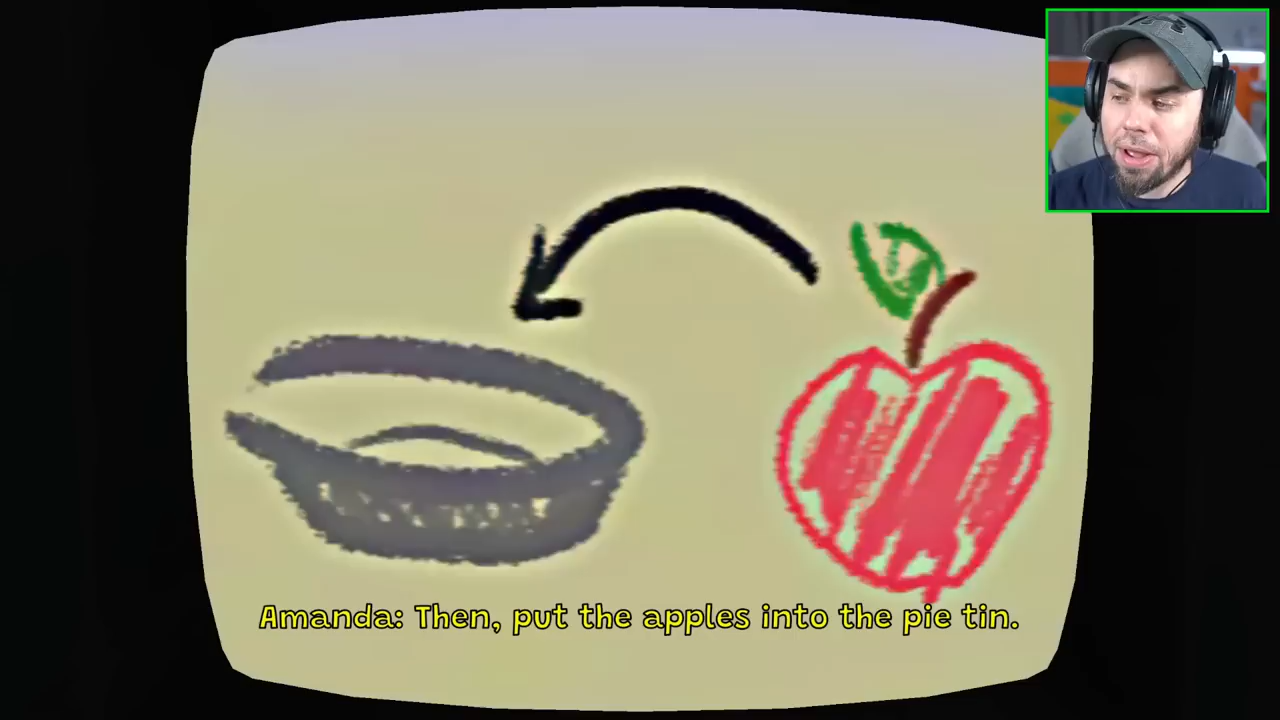 Amanda: Then, put the apples into the pie tin.